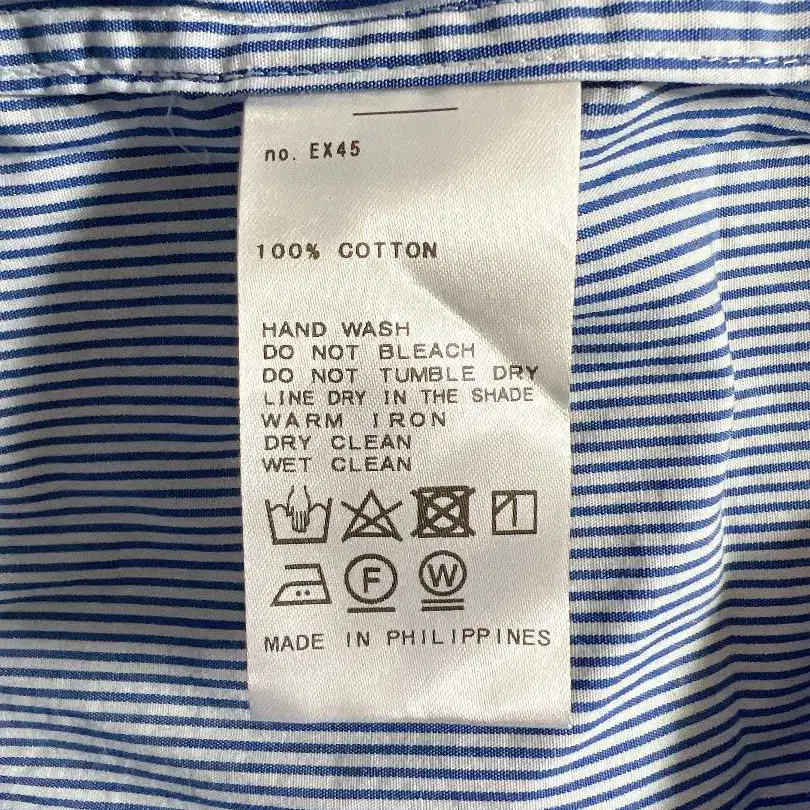 no. EX45
100% COTTON
HAND WASH
DO NOT BLEACH
DO NOT TUMBLE DRY
LINE DRY IN THE SHADE
WARM IRON
DRY CLEAN
WET CLEAN
F W
MADE IN PHILIPPINES